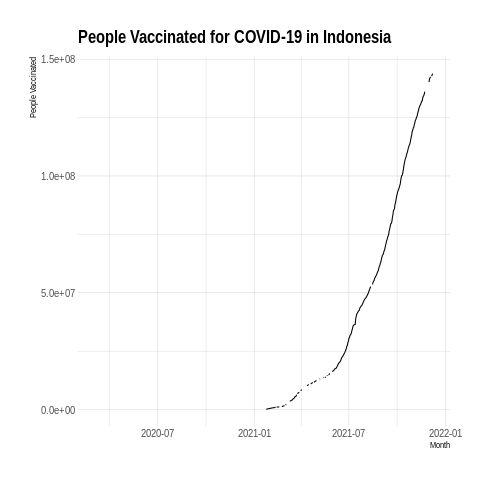 People Vaccinated for COVID-19 in Indonesia
People Vaccinated
1.5e+08
1.0e+08
5.0e+07
0.0e+00
2020-07 2021-01 2021-07 2022-01
Month